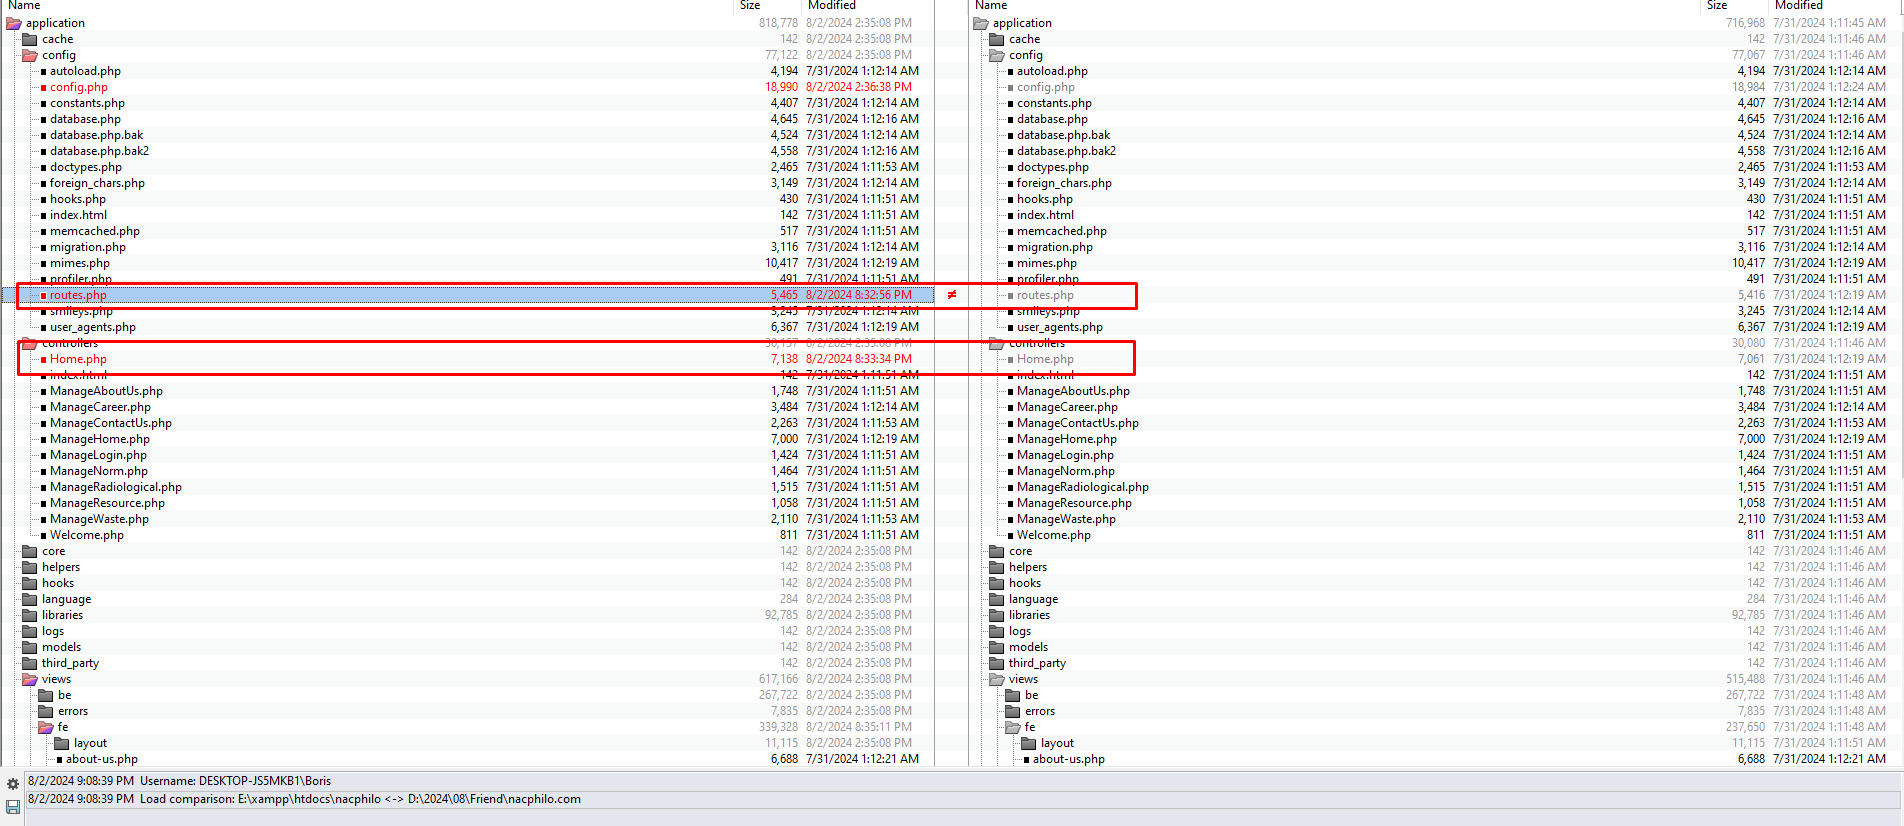 Name Size Modified Name Size Modified
application 818,778 8/2/2024 2:35:08 PM application 716,968 7/31/2024 1:11:45 AM
cache 142 8/2/2024 2:35:08 PM cache 142 7/31/2024 1:11:46 AM
config 77,122 8/2/2024 2:35:08 PM config 77,067 7/31/2024 1:11:46 AM
autoload.php 4,194 7/31/2024 1:12:14 AM autoload.php 4,194 7/31/2024 1:12:14 AM
config.php 18,990 8/2/2024 2:36:38 PM config.php 18,984 7/31/2024 1:12:24 AM
constants.php 4,407 7/31/2024 1:12:14 AM constants.php 4,407 7/31/2024 1:12:14 AM
database.php 4,645 7/31/2024 1:12:16 AM database.php 4,645 7/31/2024 1:12:16 AM
database.php.bak 4,524 7/31/2024 1:12:14 AM database.php.bak 4,524 7/31/2024 1:12:14 AM
database.php.bak2 4,558 7/31/2024 1:12:16 AM database.php.bak2 4,558 7/31/2024 1:12:16 AM
doctypes.php 2,465 7/31/2024 1:11:53 AM doctypes.php 2,465 7/31/2024 1:11:53 AM
foreign_chars.php 3,149 7/31/2024 1:12:14 AM foreign_chars.php 3,149 7/31/2024 1:12:14 AM
hooks.php 430 7/31/2024 1:11:51 AM hooks.php 430 7/31/2024 1:11:51 AM
index.html 142 7/31/2024 1:11:51 AM index.html 142 7/31/2024 1:11:51 AM
memcached.php 517 7/31/2024 1:11:51 AM memcached.php 517 7/31/2024 1:11:51 AM
migration.php 3,116 7/31/2024 1:12:14 AM migration.php 3,116 7/31/2024 1:12:14 AM
mimes.php 10,417 7/31/2024 1:12:19 AM mimes.php 10,417 7/31/2024 1:12:19 AM
profiler.php 491 7/31/2024 1:11:51 AM profiler.php 491 7/31/2024 1:11:51 AM
routes.php 5,465 8/2/2024 8:32:56 PM ≠ routes.php 5,416 7/31/2024 1:12:19 AM
smileys.php 3,245 7/31/2024 1:12:14 AM smileys.php 3,245 7/31/2024 1:12:14 AM
user_agents.php 6,367 7/31/2024 1:12:19 AM user_agents.php 6,367 7/31/2024 1:12:19 AM
controllers 30,157 8/2/2024 2:35:08 PM controllers 30,080 7/31/2024 1:11:46 AM
Home.php 7,138 8/2/2024 8:33:34 PM Home.php 7,061 7/31/2024 1:12:19 AM
index.html 142 7/31/2024 1:11:51 AM index.html 142 7/31/2024 1:11:51 AM
ManageAboutUs.php 1,748 7/31/2024 1:11:51 AM ManageAboutUs.php 1,748 7/31/2024 1:11:51 AM
ManageCareer.php 3,484 7/31/2024 1:12:14 AM ManageCareer.php 3,484 7/31/2024 1:12:14 AM
ManageContactUs.php 2,263 7/31/2024 1:11:53 AM ManageContactUs.php 2,263 7/31/2024 1:11:53 AM
ManageHome.php 7,000 7/31/2024 1:12:19 AM ManageHome.php 7,000 7/31/2024 1:12:19 AM
ManageLogin.php 1,424 7/31/2024 1:11:51 AM ManageLogin.php 1,424 7/31/2024 1:11:51 AM
ManageNorm.php 1,464 7/31/2024 1:11:51 AM ManageNorm.php 1,464 7/31/2024 1:11:51 AM
ManageRadiological.php 1,515 7/31/2024 1:11:51 AM ManageRadiological.php 1,515 7/31/2024 1:11:51 AM
ManageResource.php 1,058 7/31/2024 1:11:51 AM ManageResource.php 1,058 7/31/2024 1:11:51 AM
ManageWaste.php 2,110 7/31/2024 1:11:53 AM ManageWaste.php 2,110 7/31/2024 1:11:53 AM
Welcome.php 811 7/31/2024 1:11:51 AM Welcome.php 811 7/31/2024 1:11:51 AM
core 142 8/2/2024 2:35:08 PM core 142 7/31/2024 1:11:46 AM
helpers 142 8/2/2024 2:35:08 PM helpers 142 7/31/2024 1:11:46 AM
hooks 142 8/2/2024 2:35:08 PM hooks 142 7/31/2024 1:11:46 AM
language 284 8/2/2024 2:35:08 PM language 284 7/31/2024 1:11:46 AM
libraries 92,785 8/2/2024 2:35:08 PM libraries 92,785 7/31/2024 1:11:46 AM
logs 142 8/2/2024 2:35:08 PM logs 142 7/31/2024 1:11:46 AM
models 142 8/2/2024 2:35:08 PM models 142 7/31/2024 1:11:46 AM
third_party 142 8/2/2024 2:35:08 PM third_party 142 7/31/2024 1:11:46 AM
views 617,166 8/2/2024 2:35:08 PM views 515,488 7/31/2024 1:11:46 AM
be 267,722 8/2/2024 2:35:08 PM be 267,722 7/31/2024 1:11:48 AM
errors 7,835 8/2/2024 2:35:08 PM errors 7,835 7/31/2024 1:11:48 AM
fe 339,328 8/2/2024 8:35:11 PM fe 237,650 7/31/2024 1:11:48 AM
layout 11,115 8/2/2024 2:35:08 PM layout 11,115 7/31/2024 1:11:51 AM
about-us.php 6,688 7/31/2024 1:12:21 AM about-us.php 6,688 7/31/2024 1:12:21 AM
8/2/2024 9:08:39 PM Username: DESKTOP-JS5MKB1\Boris
8/2/2024 9:08:39 PM Load comparison: E:\xampp\htdocs\nacphilo <-> D:\2024\08\Friend\nacphilo.com